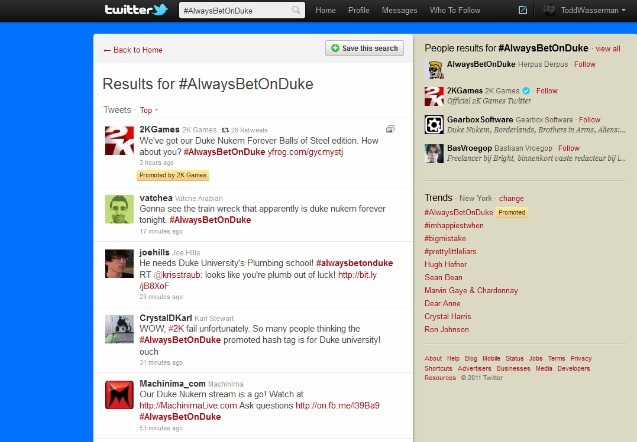 twitter
#AlwaysBetOnDuke
Home Profile Messages Who To Follow
ToddWasserman
← Back to Home
Save this search
Results for #AlwaysBetOnDuke
Tweets · Top
2KGames 2K Games 28 Retweets
We've got our Duke Nukem Forever Balls of Steel edition. How
about you? #AlwaysBetOnDuke yfrog.com/gycmystj
3 hours ago
Promoted by 2K Games
vatchea Vatche Arabian
Gonna see the train wreck that apparently is duke nukem forever
tonight. #AlwaysBetOnDuke
17 minutes ago
joehills Joe Hills
He needs Duke University's Plumbing school! #alwaysbetonduke
RT @krisstraub: looks like you're plumb out of luck! http://bit.ly
/jB8XoF
23 minutes ago
CrystalDKarl Karl Stewart
WOW, #2K fail unfortunately. So many people thinking the
#AlwaysBetOnDuke promoted hash tag is for Duke university!
ouch
31 minutes ago
Machinima_com Machinima
Our Duke Nukem stream is a go! Watch at
http://MachinimaLive.com Ask questions http://on.fb.me/l39Ba9
#AlwaysBetOnDuke
53 minutes ago
People results for #AlwaysBetOnDuke · view all
AlwaysBetOnDuke Herpus Derpus · Follow
2KGames 2K Games · Follow
Official 2K Games Twitter
GearboxSoftware Gearbox Software · Follow
Duke Nukem, Borderlands, Brothers in Arms, Aliens:...
BasVroegop Bastiaan Vroegop · Follow
Freelancer bij Bright, binnenkort vaste redacteur bij i...
Trends · New York · change
#AlwaysBetOnDuke Promoted
#imhappiestwhen
#bigmistake
#prettylittleliars
Hugh Hefner
Sean Bean
Marvin Gaye & Chardonnay
Dear Anne
Crystal Harris
Ron Johnson
About Help Blog Mobile Status Jobs Terms Privacy
Shortcuts Advertisers Businesses Media Developers
Resources © 2011 Twitter